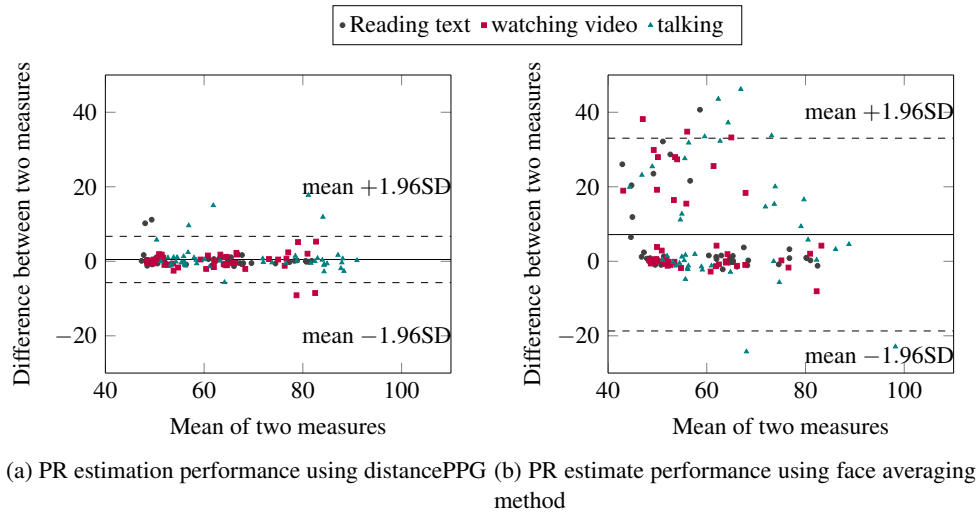 Reading text watching video talking
Difference between two measures
40
20
0
−20
mean +1.96SD
mean −1.96SD
40 60 80 100
Mean of two measures
(a) PR estimation performance using distancePPG
Difference between two measures
40
20
0
−20
mean +1.96SD
mean −1.96SD
40 60 80 100
Mean of two measures
(b) PR estimate performance using face averaging
method